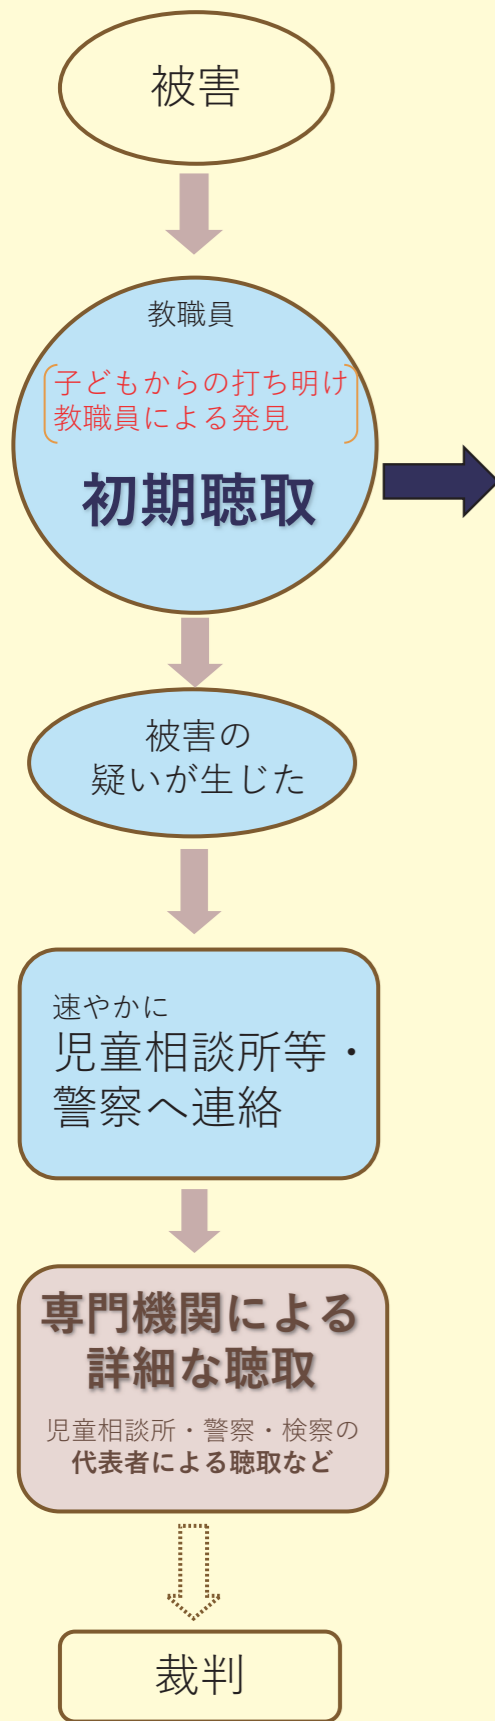 被害
教職員
子どもからの打ち明け
教職員による発見
初期聴取
被害の
疑いが生じた
速やかに
児童相談所等・
警察へ連絡
専門機関による
詳細な聴取
児童相談所・警察・検察の
代表者による聴取など
裁判